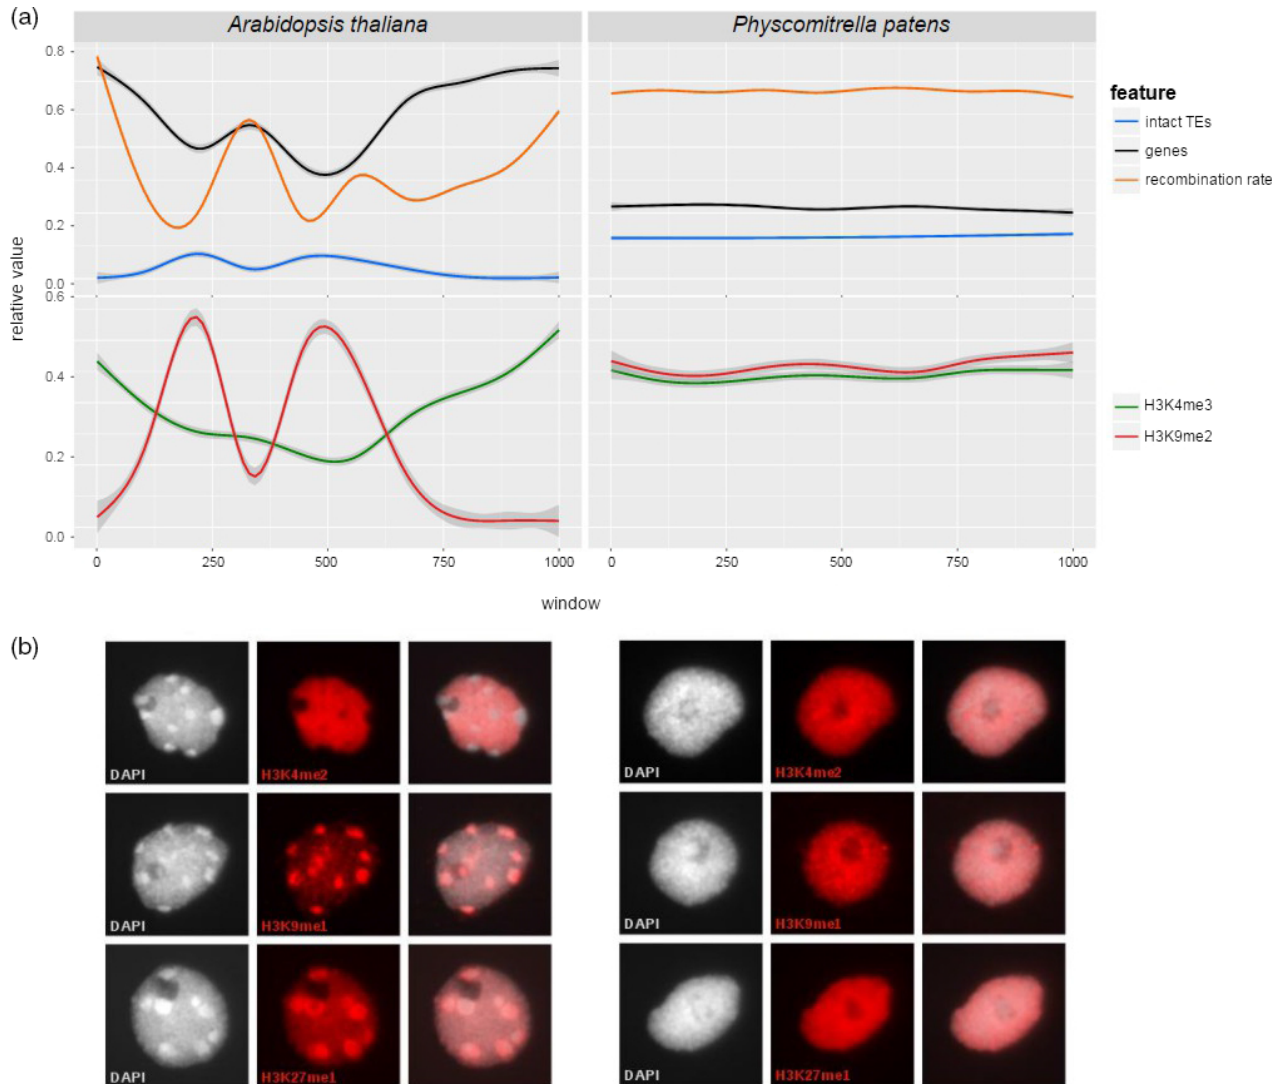 (a)
Arabidopsis thaliana
Physcomitrella patens
0.8
0.6
0.4
0.2
0.0
feature
intact TEs
genes
recombination rate
relative value
0.6
0.4
0.2
0.0
H3K4me3
H3K9me2
0 250 500 750 1000
0 250 500 750 1000
window
(b)
DAPI H3K4me2 DAPI H3K4me2
DAPI H3K9me1 DAPI H3K9me1
DAPI H3K27me1 DAPI H3K27me1